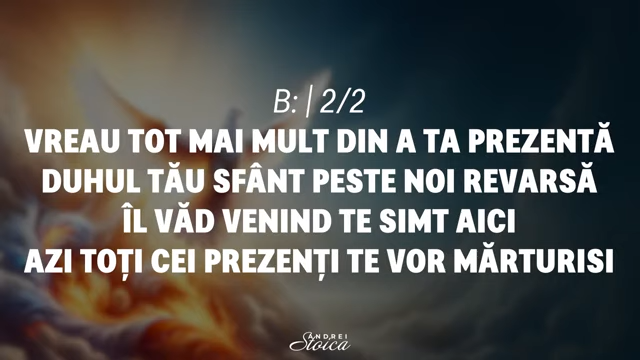 B: | 2/2
VREAU TOT MAI MULT DIN A TA PREZENTĂ
DUHUL TĂU SFÂNT PESTE NOI REVARSĂ
ÎL VĂD VENIND TE SIMT AICI
AZI TOȚI CEI PREZENȚI TE VOR MĂRTURISI
ANDREI
Stoica